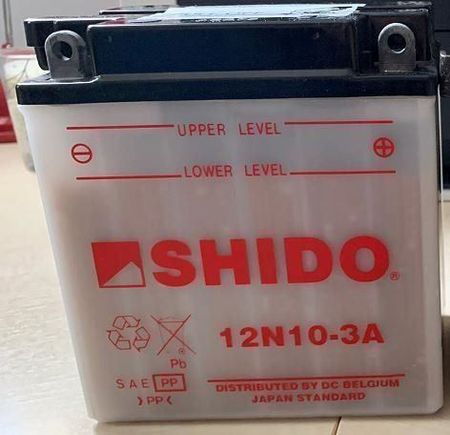 UPPER LEVEL
LOWER LEVEL
SHIDO®
12N10-3A
Pb
SAE PP
>PP<
DISTRIBUTED BY DC BELGIUM
JAPAN STANDARD